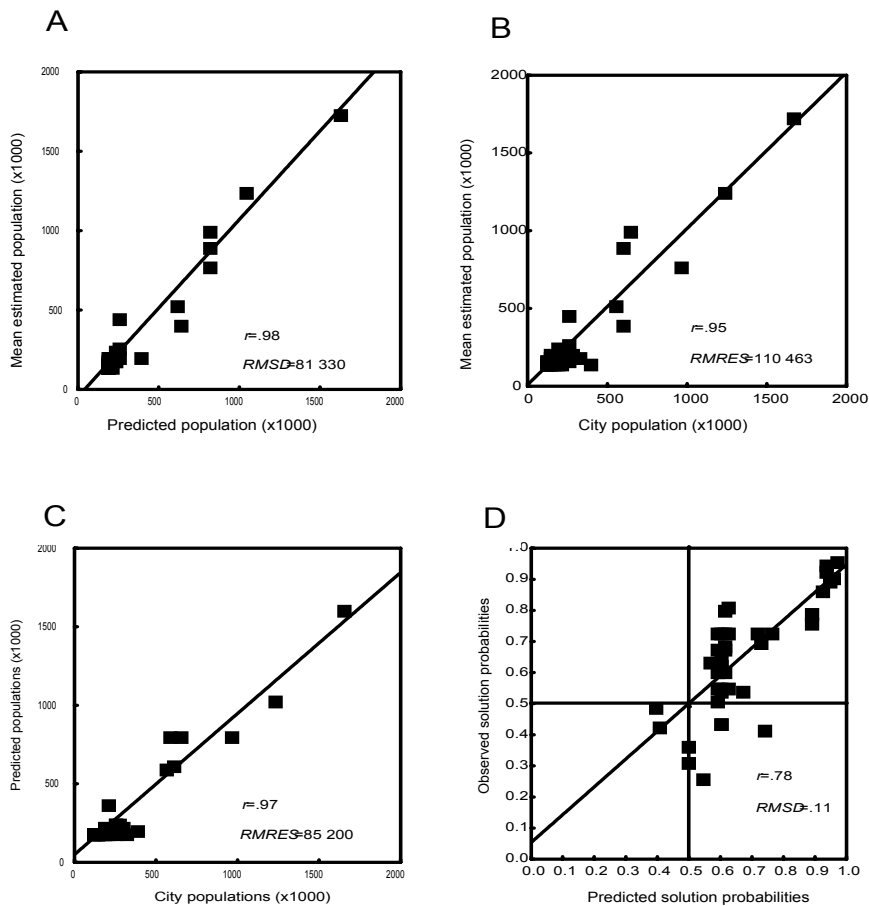 A
2000
1500
1000
500
0
0
500
1000
1500
2000
Mean estimated population (x1000)
Predicted population (x1000)
r=.98
RMSD=81 330
B
2000
1500
1000
500
0
0
500
1000
1500
2000
Mean estimated population (x1000)
City population (x1000)
r=.95
RMRES=110 463
C
2000
1500
1000
500
0
0
500
1000
1500
2000
Predicted populations (x1000)
City populations (x1000)
r=.97
RMRES=85 200
D
1.0
0.9
0.8
0.7
0.6
0.5
0.4
0.3
0.2
0.1
0.0
0.0 0.1 0.2 0.3 0.4 0.5 0.6 0.7 0.8 0.9 1.0
Observed solution probabilities
Predicted solution probabilities
r=.78
RMSD=.11